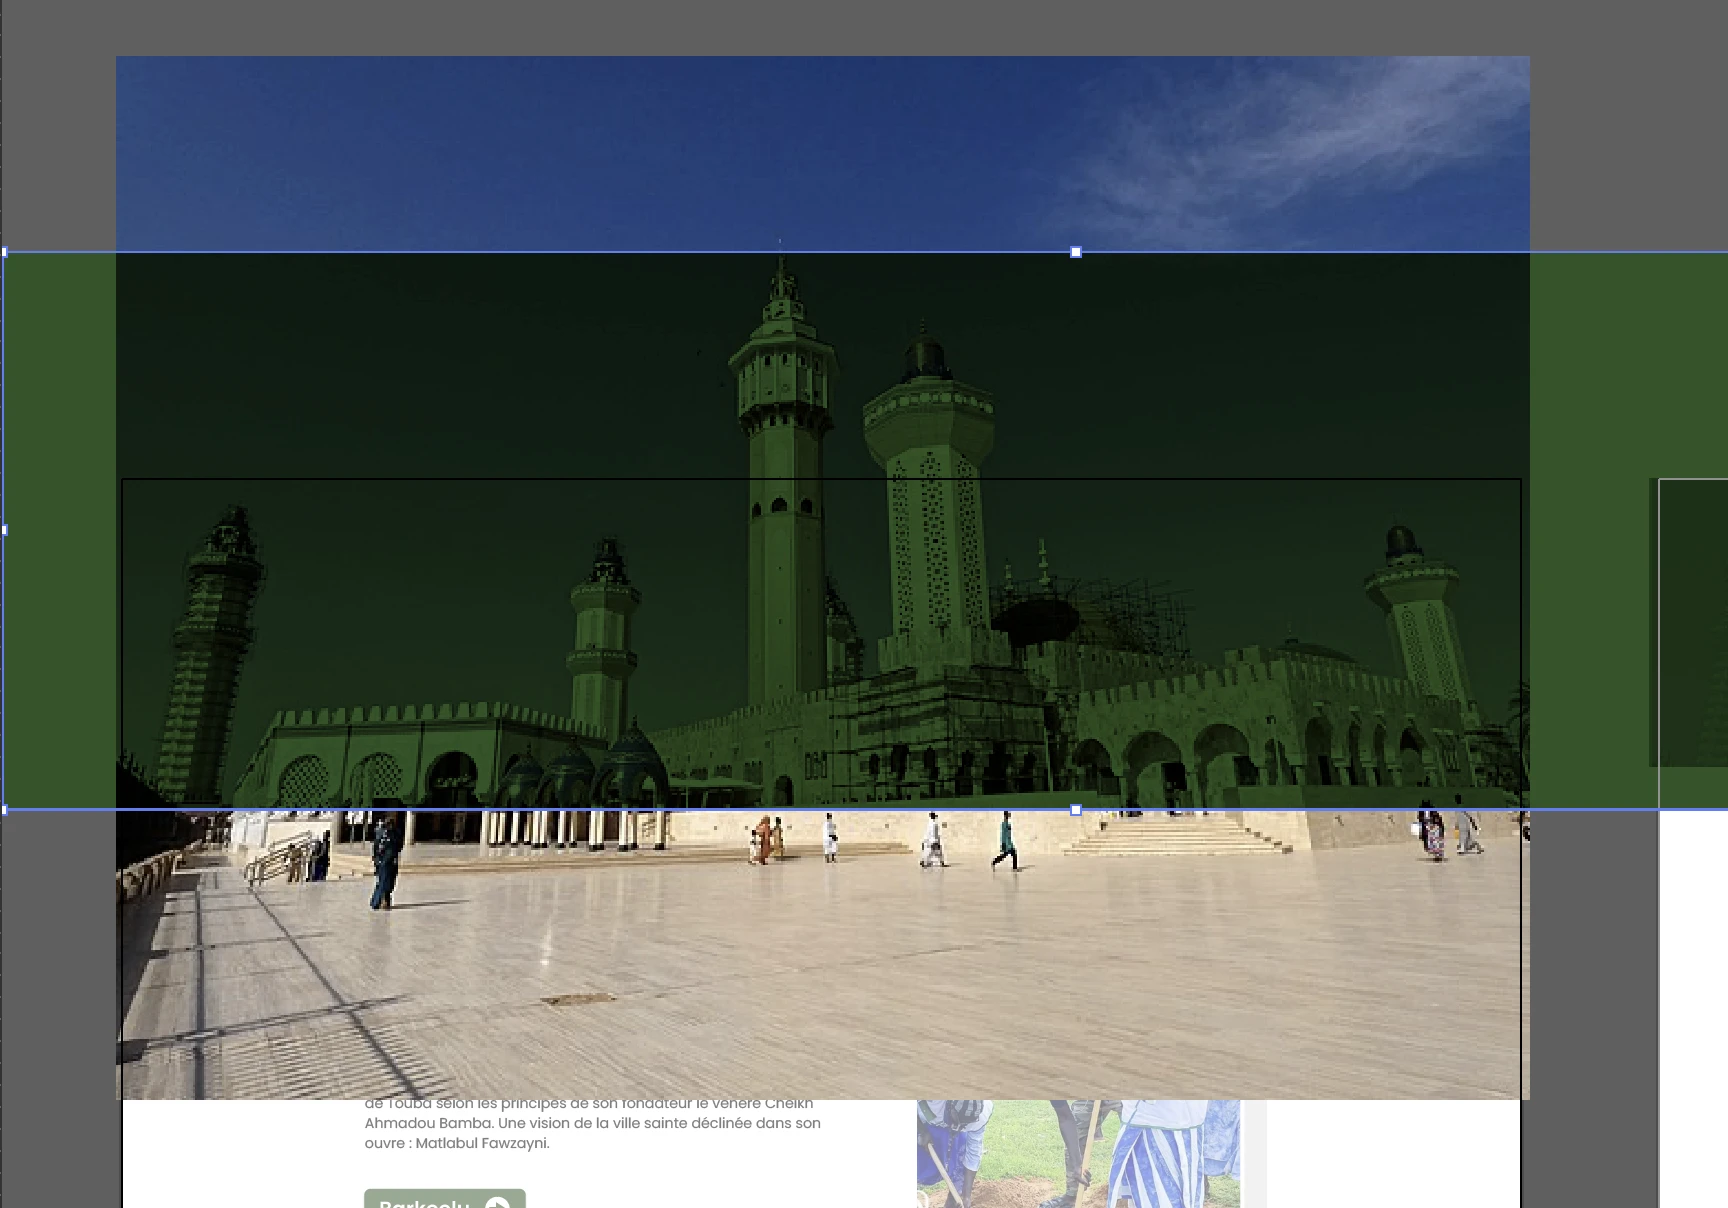 de Touba selon les principes de son fondateur le vénéré Cheikh
Ahmadou Bamba. Une vision de la ville sainte déclinée dans son
ouvre : Matlabul Fawzayni.
Barkeelu